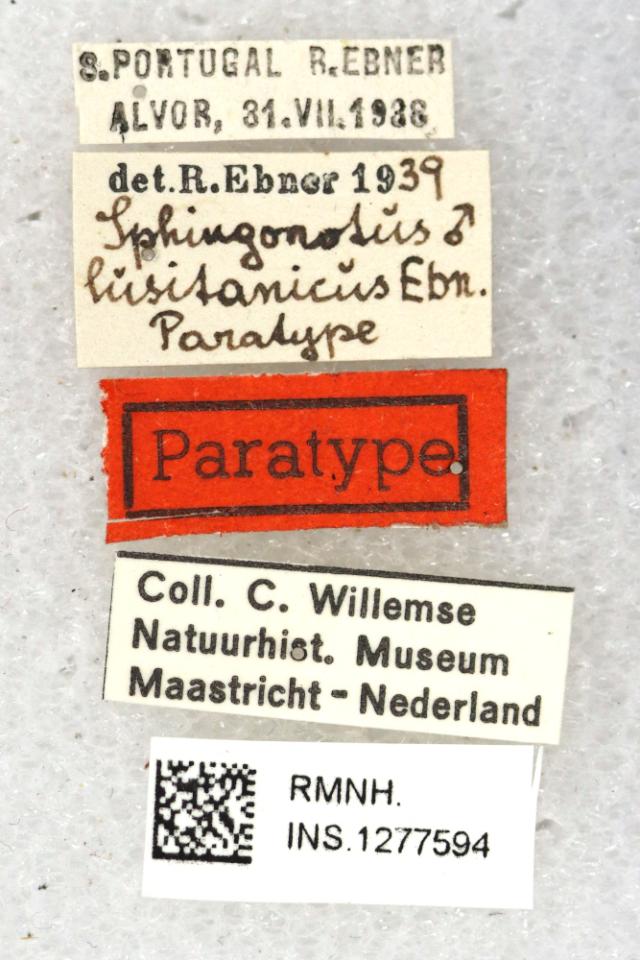 S.PORTUGAL R.EBNER
ALVOR, 31.VII.1938
det.R.Ebner 1939
Sphingonotus ♂
lusitanicus Ebn.
Paratype
Paratype
Coll. C. Willemse
Natuurhist. Museum
Maastricht - Nederland
RMNH.
INS.1277594